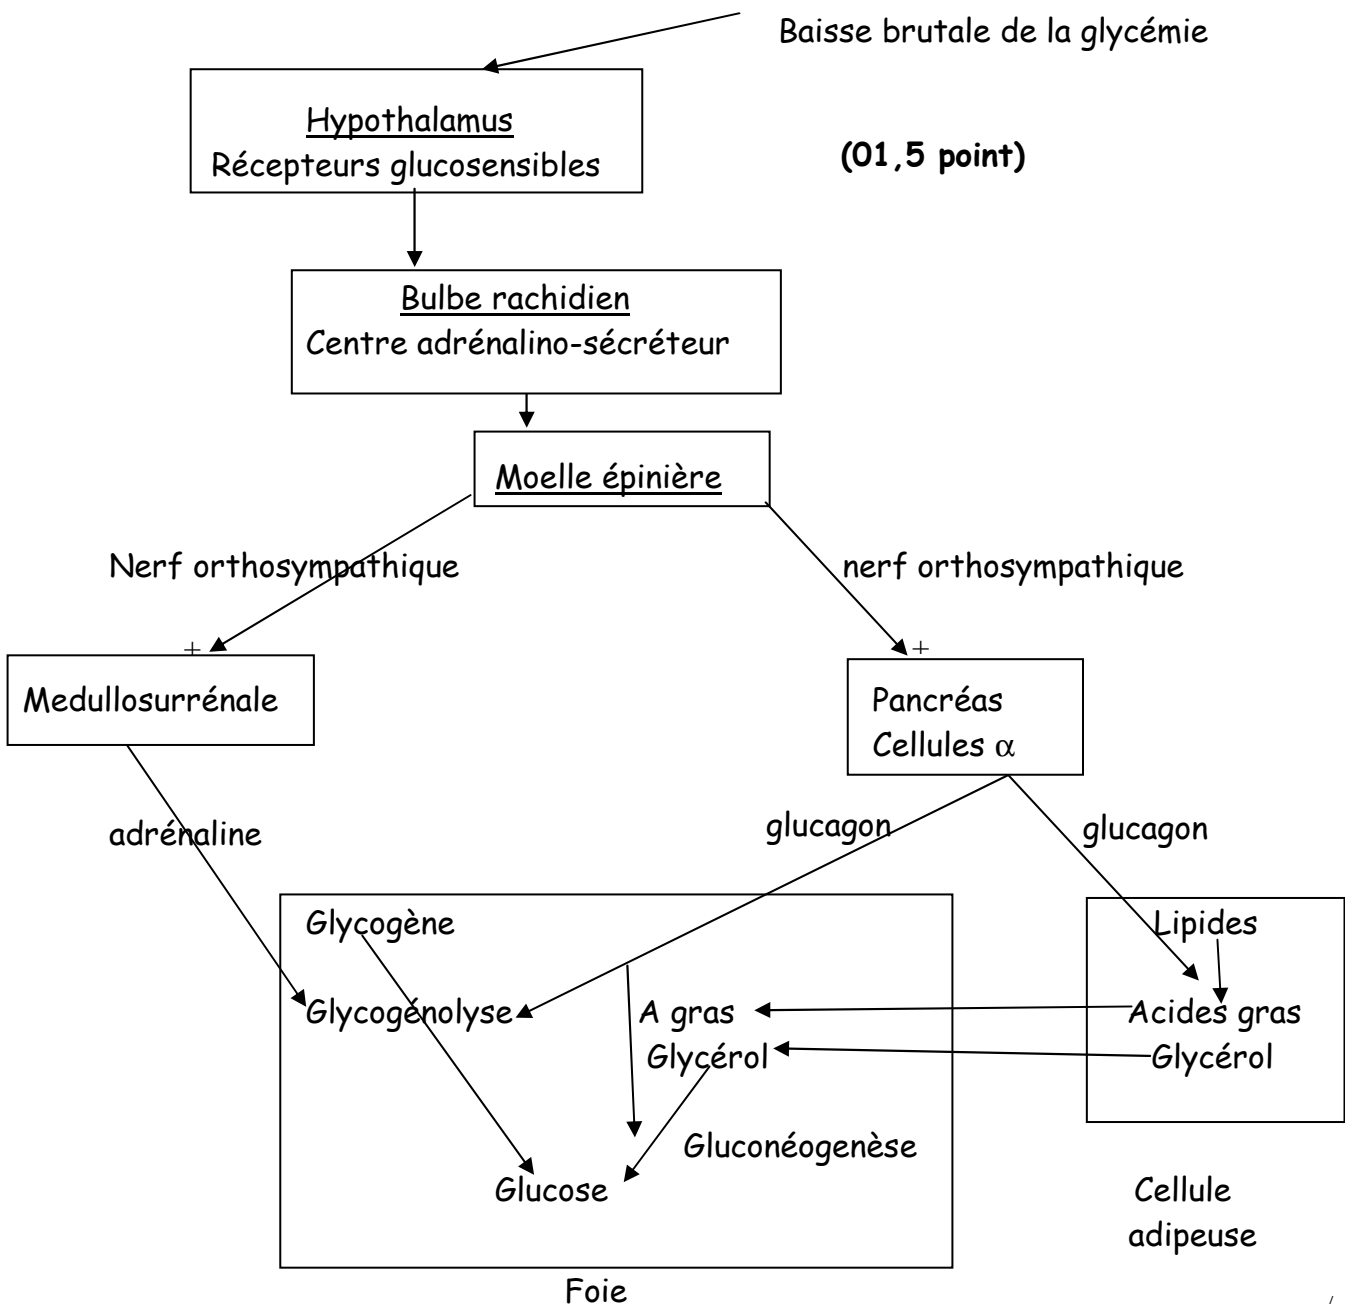 Baisse brutale de la glycémie
Hypothalamus
Récepteurs glucosensibles
(01,5 point)
Bulbe rachidien
Centre adrénalino-sécréteur
Moelle épinière
Nerf orthosympathique
nerf orthosympathique
+
+
Medullosurrénale
Pancréas
Cellules α
adrénaline
glucagon
glucagon
Glycogène
Lipides
Glycogénolyse
A gras
Acides gras
Glycérol
Glycérol
Gluconéogenèse
Glucose
Cellule
adipeuse
Foie